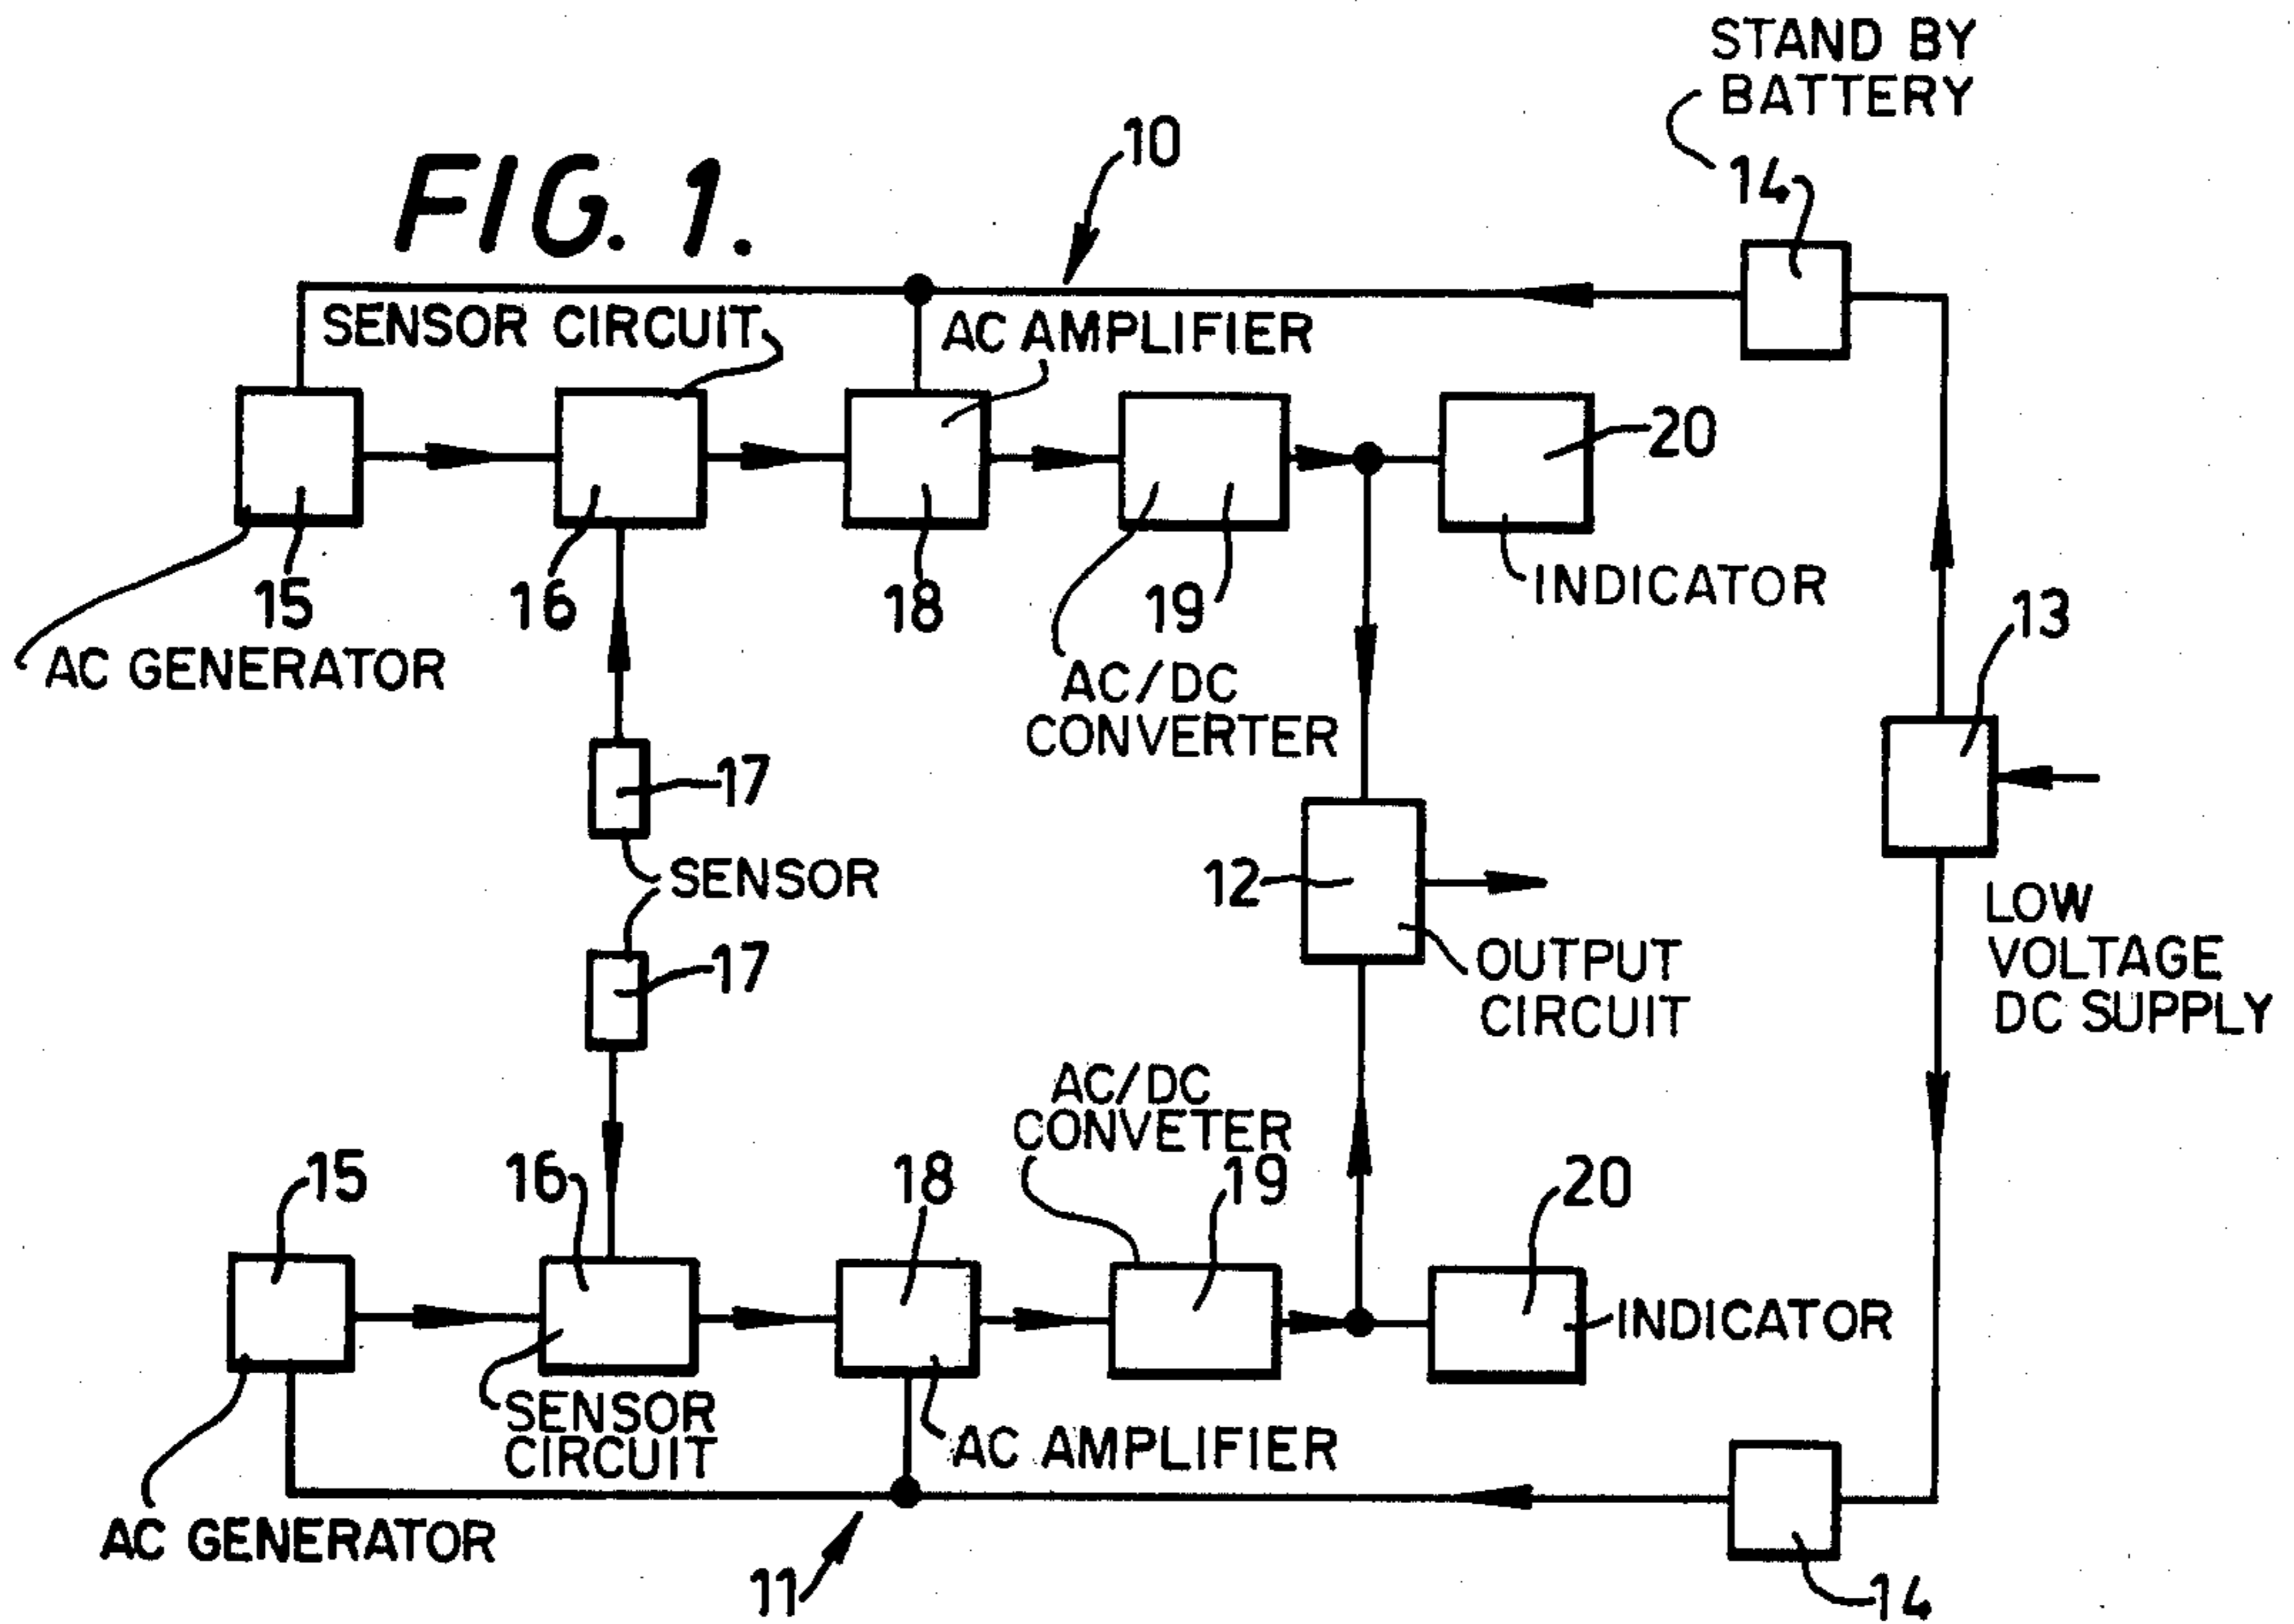 STAND BY
BATTERY
10
14
FIG. 1.
SENSOR CIRCUIT
AC AMPLIFIER
20
15
16
18
19
INDICATOR
13
AC GENERATOR
AC/DC
CONVERTER
17
SENSOR
12
LOW
VOLTAGE
DC SUPPLY
17
OUTPUT
CIRCUIT
AC/DC
CONVETER
15
16
18
19
20
INDICATOR
SENSOR
CIRCUIT
AC AMPLIFIER
AC GENERATOR
11
14